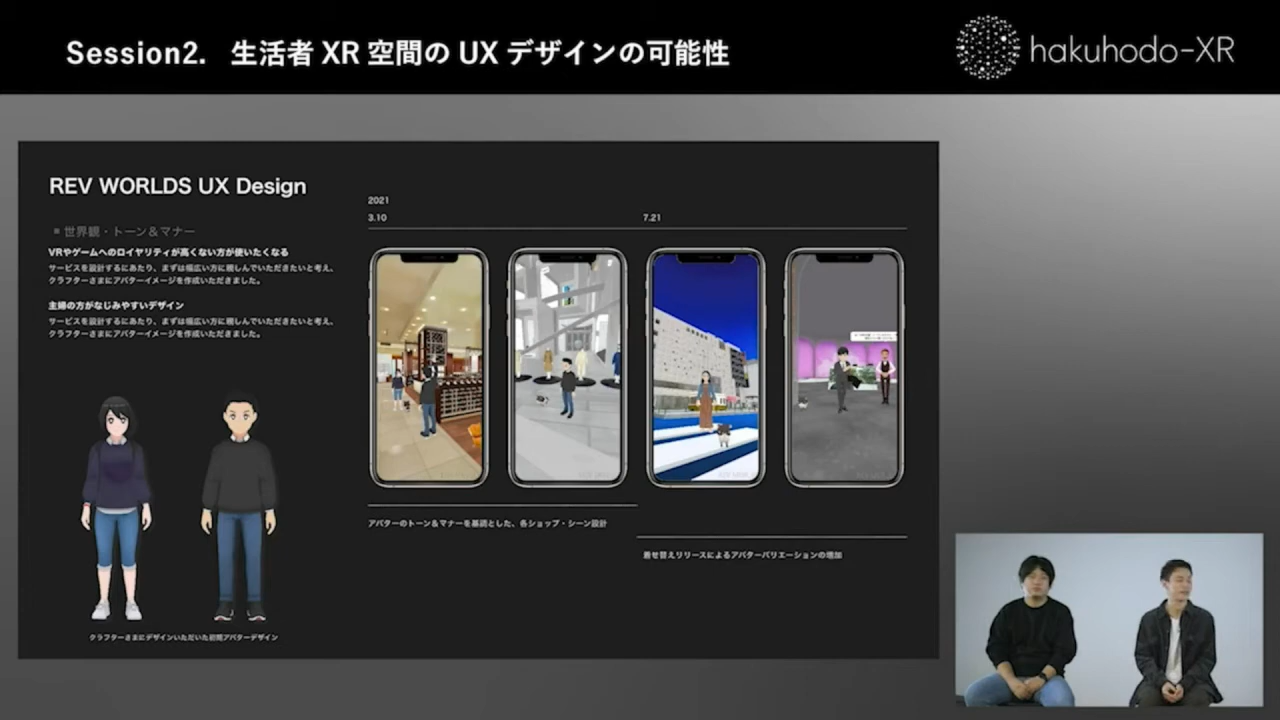 Session2. 生活者 XR 空間の UX デザインの可能性
hakuhodo-XR
REV WORLDS UX Design
■ 世界観・トーン＆マナー
VRやゲームへのロイヤリティが高くない方が使いたくなる
サービスを設計するにあたり、まずは幅広い方に親しんでいただきたいと考え、
クラフターさまにアバターイメージを作成いただきました。
主婦の方がなじみやすいデザイン
サービスを設計するにあたり、まずは幅広い方に親しんでいただきたいと考え、
クラフターさまにアバターイメージを作成いただきました。
クラフターさまにデザインいただいた初期アバターデザイン
2021
3.10
7.21
アバターのトーン＆マナーを基調とした、各ショップ・シーン設計
着せ替えリリースによるアバターバリエーションの増加